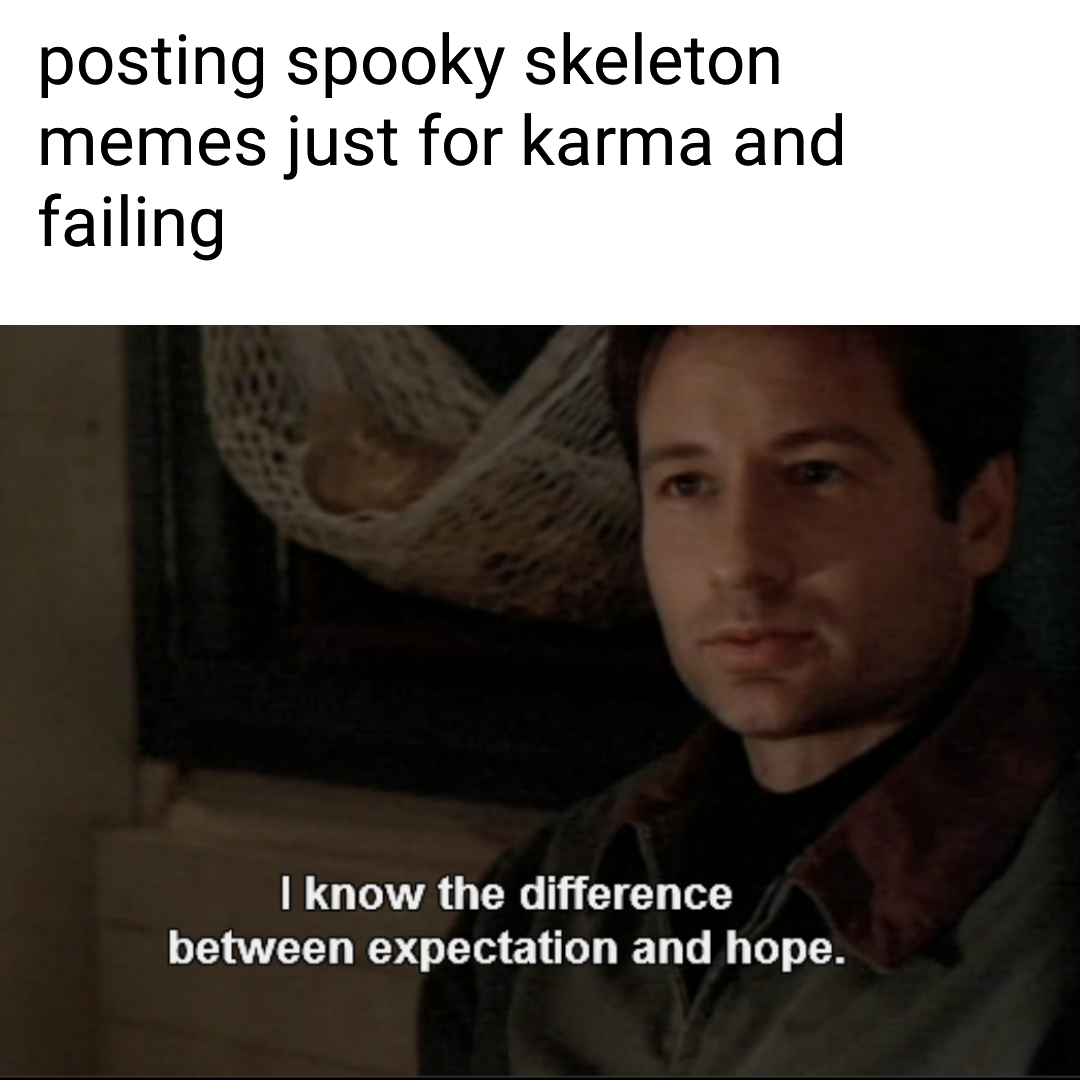 posting spooky skeleton
memes just for karma and
failing
I know the difference
between expectation and hope.